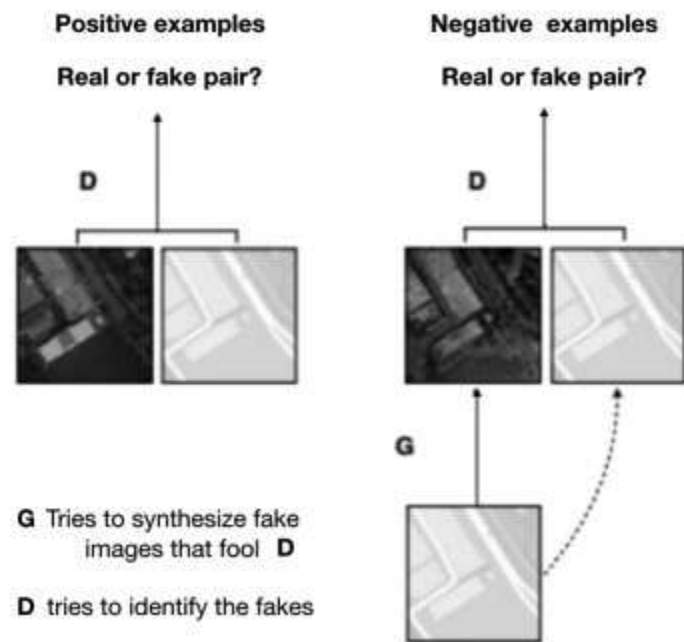 Positive examples
Real or fake pair?
D
Negative examples
Real or fake pair?
D
G
G Tries to synthesize fake
images that fool D
D tries to identify the fakes